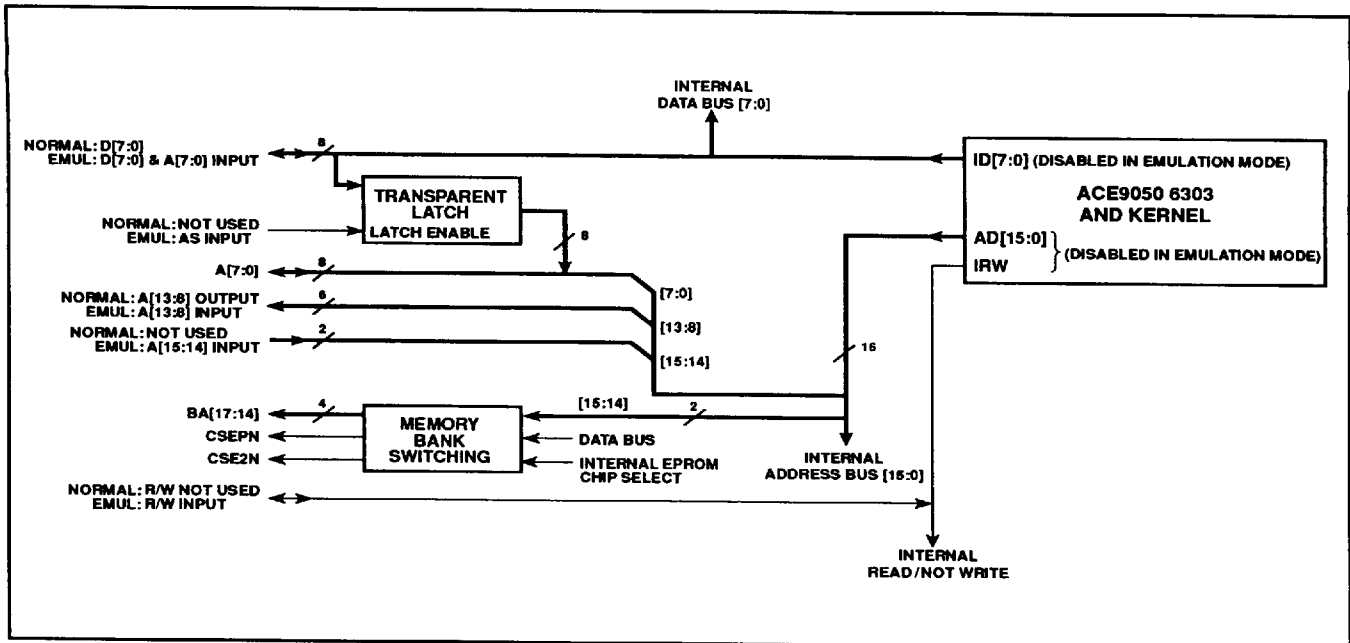 INTERNAL
DATA BUS [7:0]
NORMAL: D[7:0]
EMUL: D[7:0] & A[7:0] INPUT
8
ID[7:0] (DISABLED IN EMULATION MODE)
ACE9050 6303
AND KERNEL
TRANSPARENT
LATCH
LATCH ENABLE
NORMAL: NOT USED
EMUL: AS INPUT
8
AD[15:0]
IRW
(DISABLED IN EMULATION MODE)
A[7:0]
8
[7:0]
NORMAL: A[13:8] OUTPUT
EMUL: A[13:8] INPUT
6
[13:8]
NORMAL: NOT USED
EMUL: A[15:14] INPUT
2
[15:14]
16
BA[17:14]
4
CSEPN
CSE2N
MEMORY
BANK
SWITCHING
[15:14]
2
DATA BUS
INTERNAL EPROM
CHIP SELECT
INTERNAL
ADDRESS BUS [15:0]
NORMAL: R/W NOT USED
EMUL: R/W INPUT
INTERNAL
READ/NOT WRITE